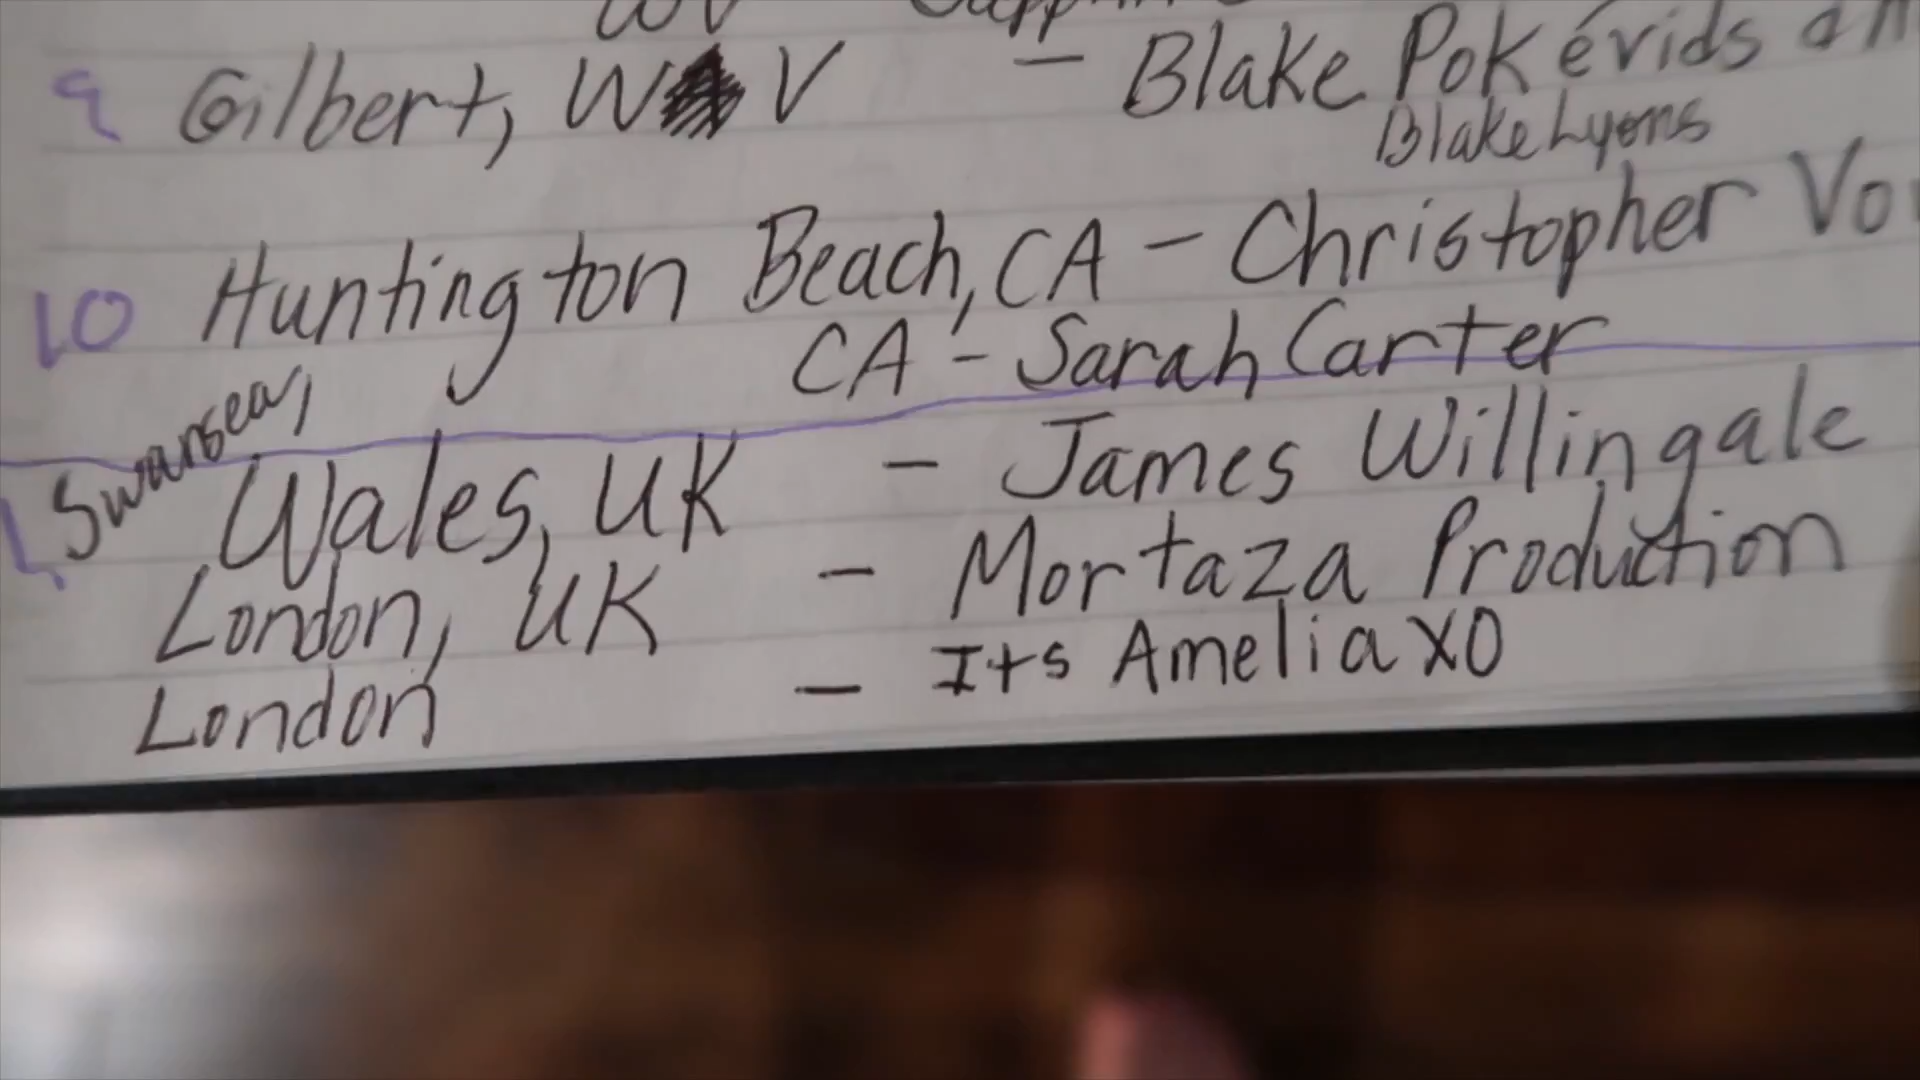 WV
9 Gilbert, W V - Blake Pokévids
Blake Lyons
10 Huntington Beach, CA - Christopher
CA - Sarah Carter
Swansea,
Wales, UK - James Willingale
London, UK - Mortaza Production
London - Its Amelia XO